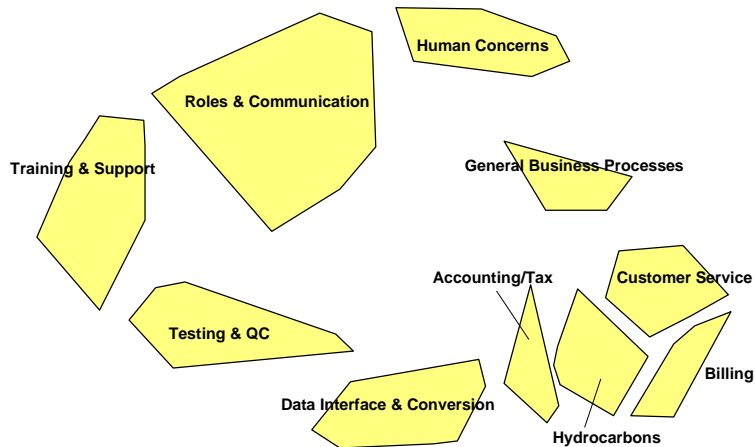 Human Concerns
Roles & Communication
Training & Support
General Business Processes
Accounting/Tax
Customer Service
Testing & QC
Billing
Data Interface & Conversion
Hydrocarbons